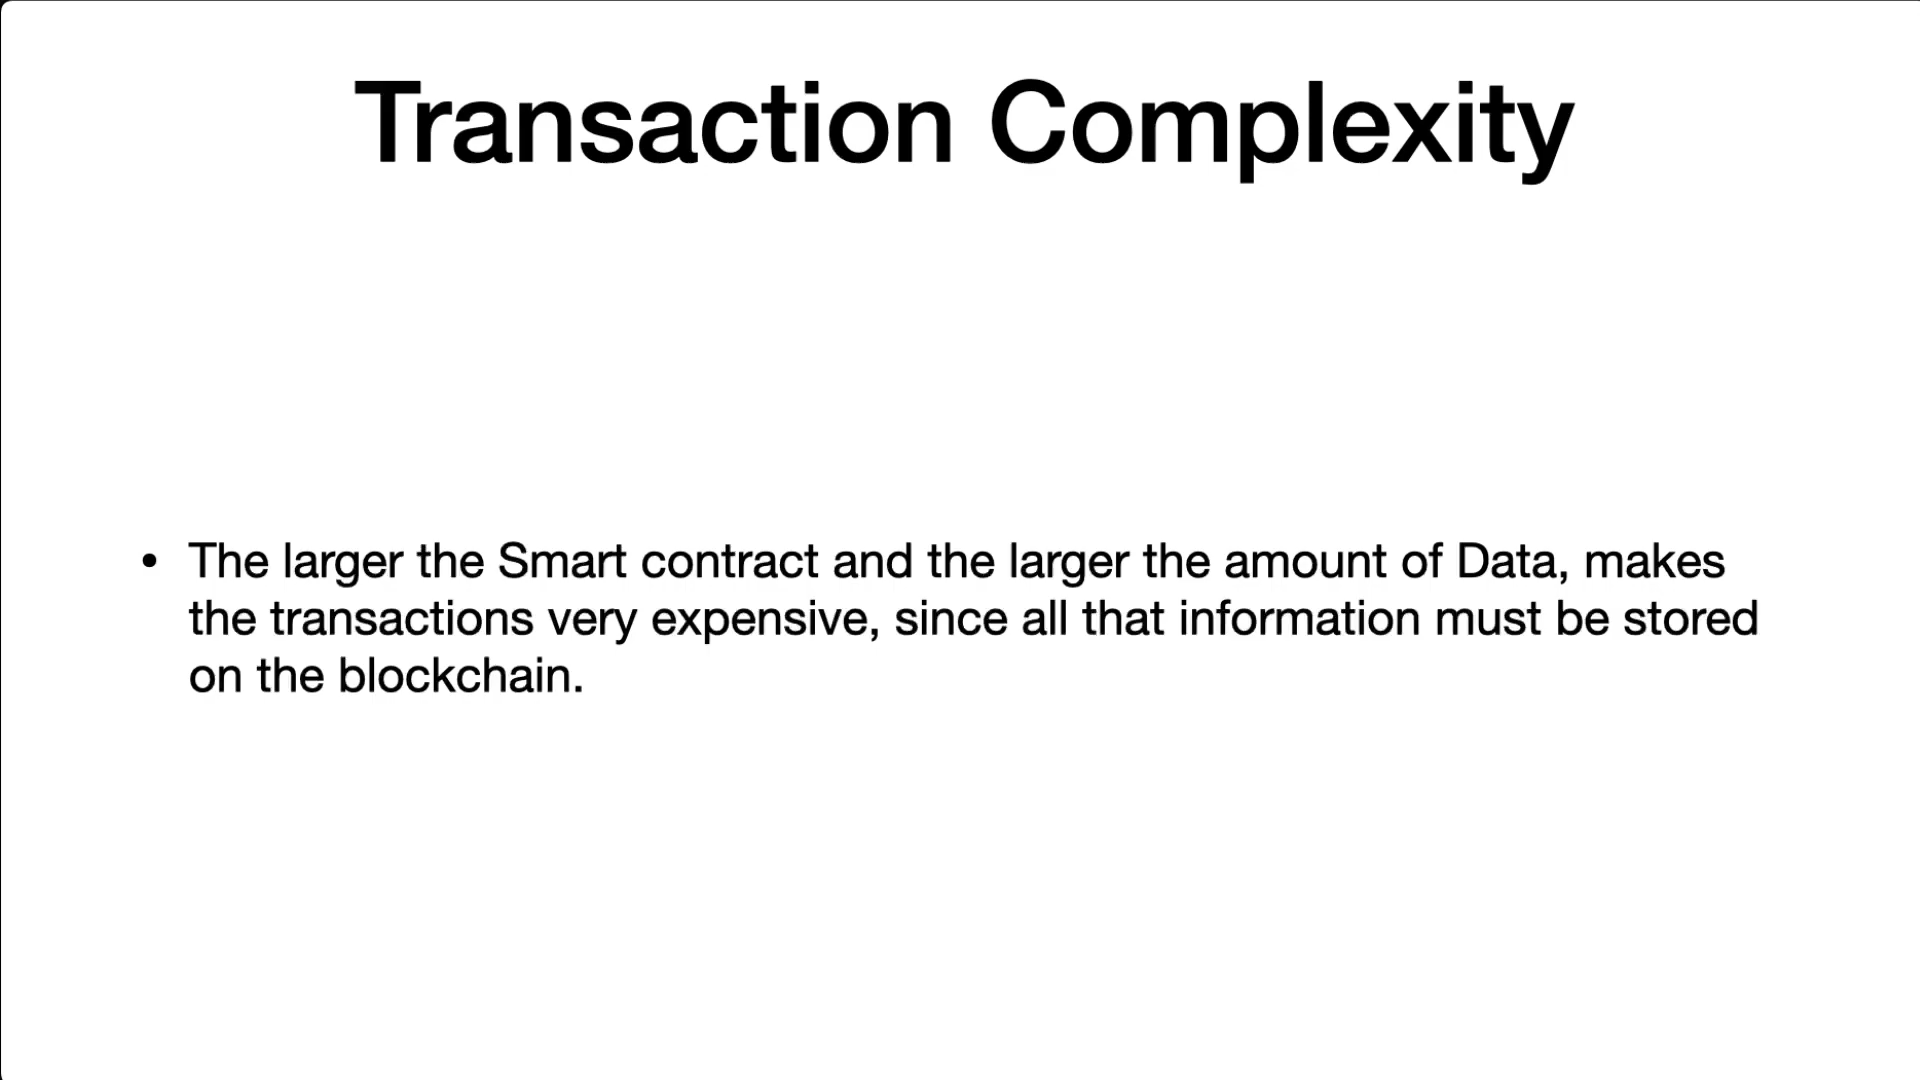 Transaction Complexity
• The larger the Smart contract and the larger the amount of Data, makes
the transactions very expensive, since all that information must be stored
on the blockchain.